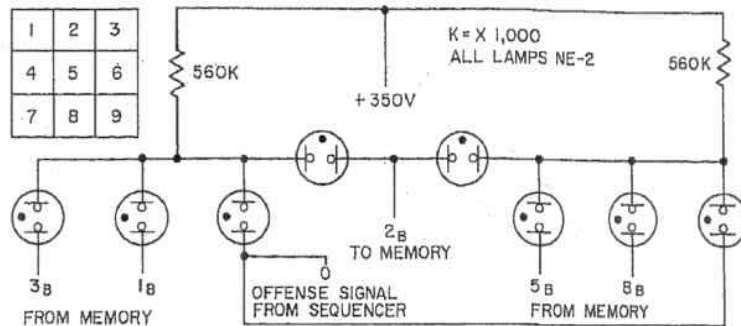 1 2 3
4 5 6
7 8 9
560K
K = X 1,000
ALL LAMPS NE-2
560K
+350V
3B
1B
0
OFFENSE SIGNAL
FROM SEQUENCER
2B
TO MEMORY
5B
8B
FROM MEMORY
FROM MEMORY